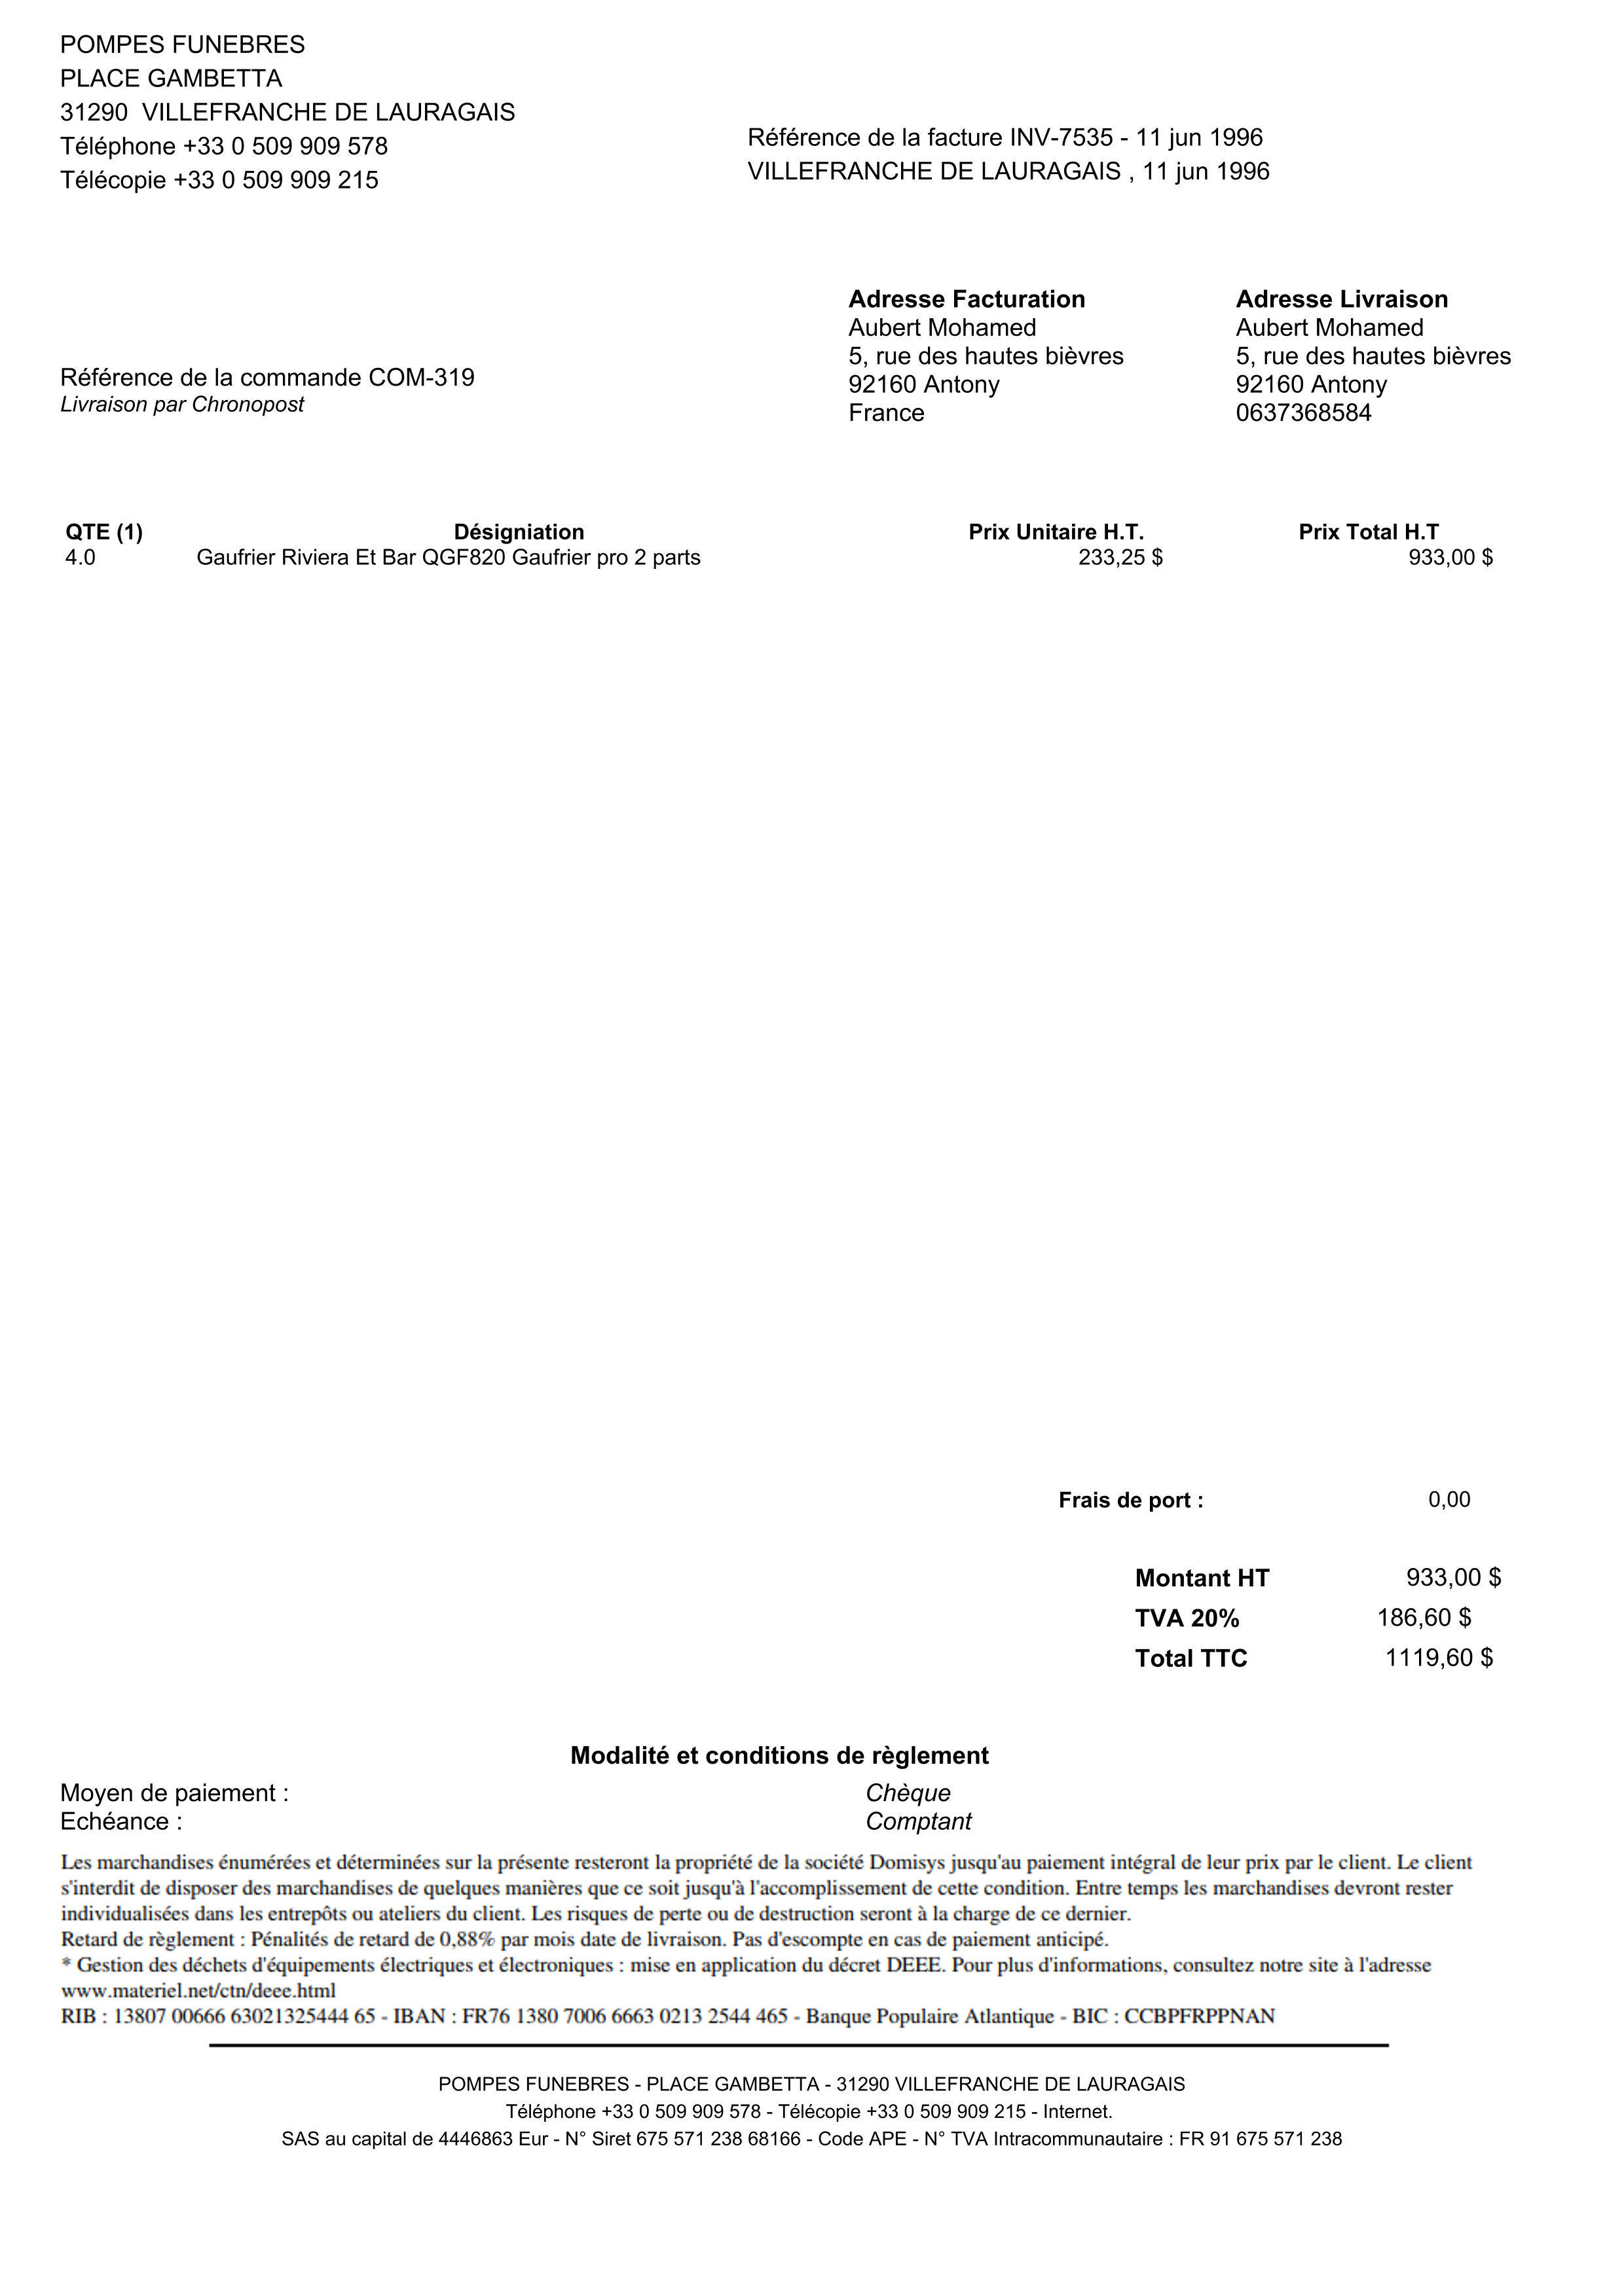 POMPES FUNEBRES
PLACE GAMBETTA
31290  VILLEFRANCHE DE LAURAGAIS
Téléphone +33 0 509 909 578
Télécopie +33 0 509 909 215
Référence de la facture INV-7535 - 11 jun 1996
VILLEFRANCHE DE LAURAGAIS , 11 jun 1996
Référence de la commande COM-319
Livraison par Chronopost
Adresse Facturation
Aubert Mohamed
5, rue des hautes bièvres
92160 Antony
France
Adresse Livraison
Aubert Mohamed
5, rue des hautes bièvres
92160 Antony
0637368584
QTE (1) Désigniation Prix Unitaire H.T. Prix Total H.T
4.0 Gaufrier Riviera Et Bar QGF820 Gaufrier pro 2 parts 233,25 $ 933,00 $
Frais de port : 0,00
Montant HT 933,00 $
TVA 20% 186,60 $
Total TTC 1119,60 $
Modalité et conditions de règlement
Moyen de paiement : Chèque
Echéance : Comptant
Les marchandises énumérées et déterminées sur la présente resteront la propriété de la société Domisys jusqu'au paiement intégral de leur prix par le client. Le client
s'interdit de disposer des marchandises de quelques manières que ce soit jusqu'à l'accomplissement de cette condition. Entre temps les marchandises devront rester
individualisées dans les entrepôts ou ateliers du client. Les risques de perte ou de destruction seront à la charge de ce dernier.
Retard de règlement : Pénalités de retard de 0,88% par mois date de livraison. Pas d'escompte en cas de paiement anticipé.
* Gestion des déchets d'équipements électriques et électroniques : mise en application du décret DEEE. Pour plus d'informations, consultez notre site à l'adresse
www.materiel.net/ctn/deee.html
RIB : 13807 00666 63021325444 65 - IBAN : FR76 1380 7006 6663 0213 2544 465 - Banque Populaire Atlantique - BIC : CCBPFRPPNAN
POMPES FUNEBRES - PLACE GAMBETTA - 31290 VILLEFRANCHE DE LAURAGAIS
Téléphone +33 0 509 909 578 - Télécopie +33 0 509 909 215 - Internet.
SAS au capital de 4446863 Eur - N° Siret 675 571 238 68166 - Code APE - N° TVA Intracommunautaire : FR 91 675 571 238